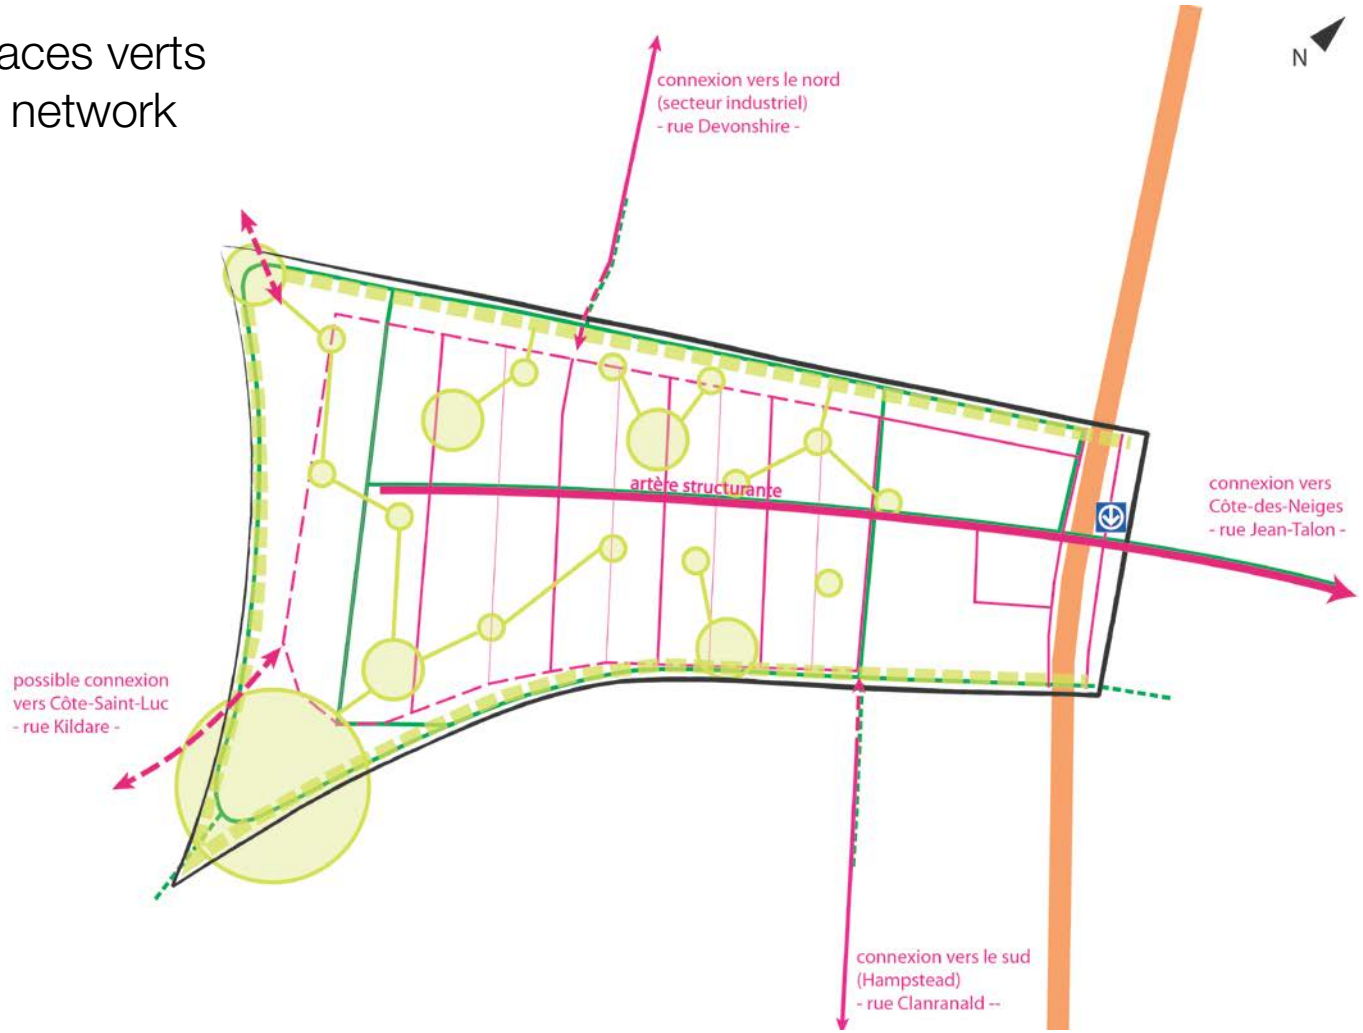 aces verts
network
N
connexion vers le nord
(secteur industriel)
- rue Devonshire -
artère structurante
connexion vers
Côte-des-Neiges
- rue Jean-Talon -
possible connexion
vers Côte-Saint-Luc
- rue Kildare -
connexion vers le sud
(Hampstead)
- rue Clanranald --